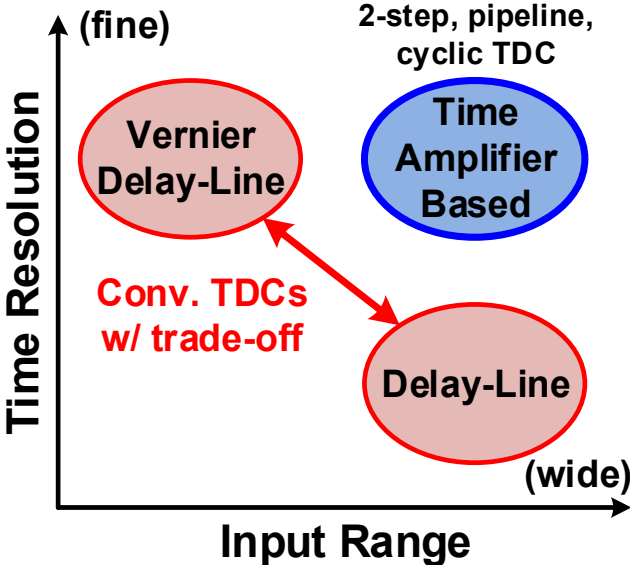 (fine)
2-step, pipeline,
cyclic TDC
Vernier
Delay-Line
Time
Amplifier
Based
Conv. TDCs
w/ trade-off
Delay-Line
(wide)
Time Resolution
Input Range